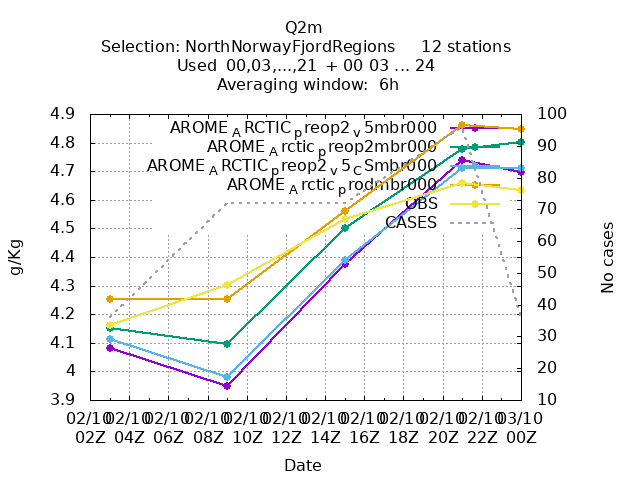 Q2m
Selection: NorthNorwayFjordRegions 12 stations
Used 00,03,...,21 + 00 03 ... 24
Averaging window: 6h
4.9
4.8
4.7
4.6
4.5
4.4
4.3
4.2
4.1
4
3.9
g/Kg
AROME_ARCTIC_preop2_v5mbr000
AROME_Arctic_preop2mbr000
AROME_ARCTIC_preop2_v5_CSmbr000
AROME_Arctic_prodmbr000
OBS
CASES
100
90
80
70
60
50
40
30
20
10
No cases
02/10 02/10 02/10 02/10 02/10 02/10 02/10 02/10 02/10 02/10 02/10 03/10
02Z 04Z 06Z 08Z 10Z 12Z 14Z 16Z 18Z 20Z 22Z 00Z
Date